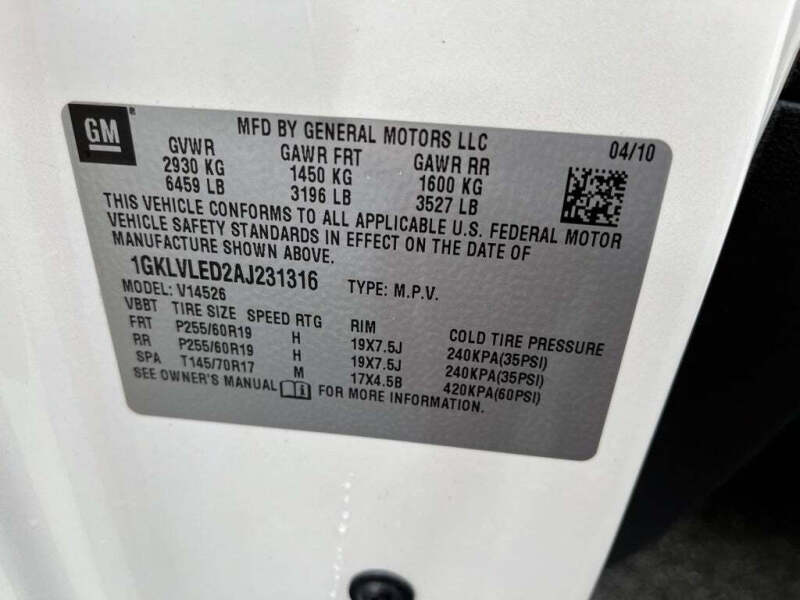 GM
MFD BY GENERAL MOTORS LLC
04/10
GVWR GAWR FRT GAWR RR
2930 KG 1450 KG 1600 KG
6459 LB 3196 LB 3527 LB
THIS VEHICLE CONFORMS TO ALL APPLICABLE U.S. FEDERAL MOTOR
VEHICLE SAFETY STANDARDS IN EFFECT ON THE DATE OF
MANUFACTURE SHOWN ABOVE.
1GKLVLED2AJ231316 TYPE: M.P.V.
MODEL: V14526
VBBT TIRE SIZE SPEED RTG RIM COLD TIRE PRESSURE
FRT P255/60R19 H 19X7.5J 240KPA(35PSI)
RR P255/60R19 H 19X7.5J 240KPA(35PSI)
SPA T145/70R17 M 17X4.5B 420KPA(60PSI)
SEE OWNER'S MANUAL i FOR MORE INFORMATION.